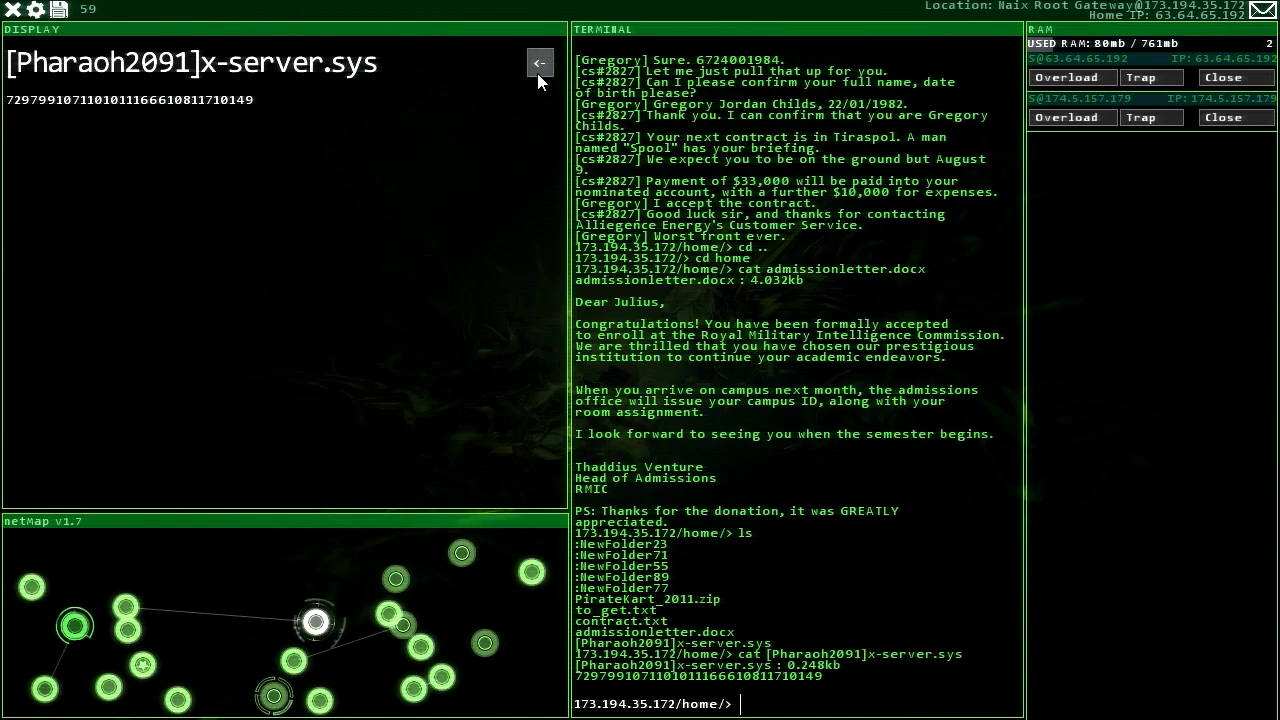 59
Location: Naix Root Gateway@173.194.35.172
Home IP: 63.64.65.192
DISPLAY
[Pharaoh2091]x-server.sys
<-
7297991071101011166610811710149
netMap v1.7
TERMINAL
[Gregory] Sure. 6724001984.
[cs#2827] Let me just pull that up for you.
[cs#2827] Can I please confirm your full name, date
of birth please?
[Gregory] Gregory Jordan Childs, 22/01/1982.
[cs#2827] Thank you. I can confirm that you are Gregory
Childs.
[cs#2827] Your next contract is in Tiraspol. A man
named "Spool" has your briefing.
[cs#2827] We expect you to be on the ground but August
9.
[cs#2827] Payment of $33,000 will be paid into your
nominated account, with a further $10,000 for expenses.
[Gregory] I accept the contract.
[cs#2827] Good luck sir, and thanks for contacting
Alliegence Energy's Customer Service.
[Gregory] Worst front ever.
173.194.35.172/home/> cd ..
173.194.35.172/> cd home
173.194.35.172/home/> cat admissionletter.docx
admissionletter.docx : 4.032kb
Dear Julius,
Congratulations! You have been formally accepted
to enroll at the Royal Military Intelligence Commission.
We are thrilled that you have chosen our prestigious
institution to continue your academic endeavors.
When you arrive on campus next month, the admissions
office will issue your campus ID, along with your
room assignment.
I look forward to seeing you when the semester begins.
Thaddius Venture
Head of Admissions
RMIC
PS: Thanks for the donation, it was GREATLY
appreciated.
173.194.35.172/home/> ls
:NewFolder23
:NewFolder71
:NewFolder55
:NewFolder89
:NewFolder77
PirateKart_2011.zip
to_get.txt
contract.txt
admissionletter.docx
[Pharaoh2091]x-server.sys
173.194.35.172/home/> cat [Pharaoh2091]x-server.sys
[Pharaoh2091]x-server.sys : 0.248kb
7297991071101011166610811710149
173.194.35.172/home/>
RAM
USED RAM: 80mb / 761mb 2
S@63.64.65.192 IP: 63.64.65.192
Overload Trap Close
S@174.5.157.179 IP: 174.5.157.179
Overload Trap Close